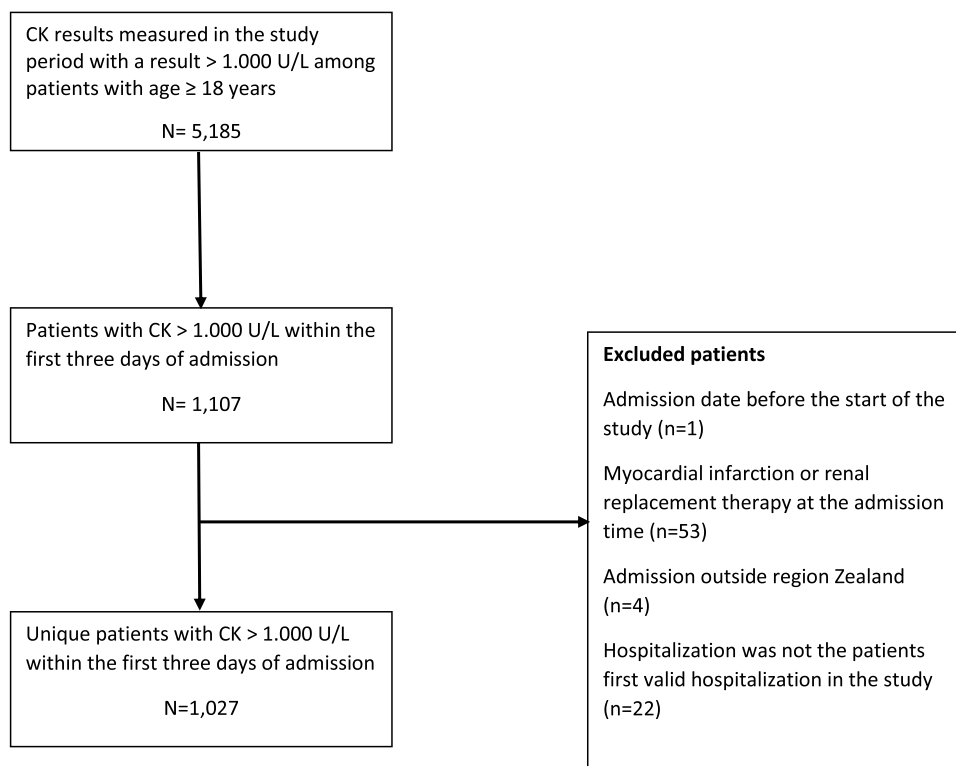 CK results measured in the study
period with a result > 1.000 U/L among
patients with age ≥ 18 years
N= 5,185
Patients with CK > 1.000 U/L within the
first three days of admission
N= 1,107
Excluded patients
Admission date before the start of the
study (n=1)
Myocardial infarction or renal
replacement therapy at the admission
time (n=53)
Admission outside region Zealand
(n=4)
Hospitalization was not the patients
first valid hospitalization in the study
(n=22)
Unique patients with CK > 1.000 U/L
within the first three days of admission
N=1,027